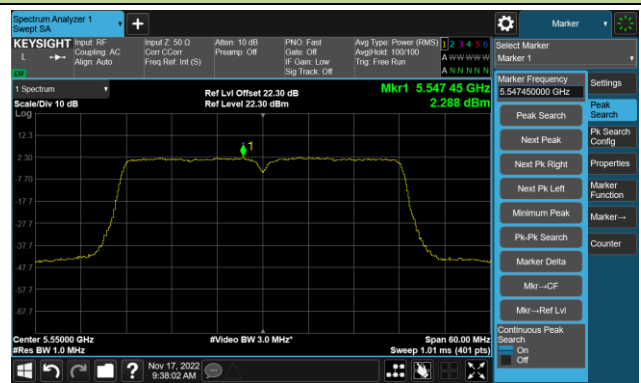 Spectrum Analyzer 1
Swept SA
+
Marker
KEYSIGHT
L
LXI
Input: RF
Coupling: AC
Align: Auto
Input Z: 50 Ω
Corr CCorr
Freq Ref: Int (S)
Atten: 10 dB
Preamp: Off
PNO: Fast
Gate: Off
IF Gain: Low
Sig Track: Off
Avg Type: Power (RMS)
Avg|Hold: 100/100
Trig: Free Run
1 2 3 4 5 6
A W W W W W
A N N N N N
Select Marker
Marker 1
1 Spectrum
Scale/Div 10 dB
Log
Ref Lvl Offset 22.30 dB
Ref Level 22.30 dBm
Mkr1 5.547 45 GHz
2.288 dBm
12.3
2.30
-7.70
-17.7
-27.7
-37.7
-47.7
-57.7
-67.7
1
Center 5.55000 GHz
#Res BW 1.0 MHz
#Video BW 3.0 MHz*
Span 60.00 MHz
Sweep 1.01 ms (401 pts)
Marker Frequency
5.547450000 GHz
Peak Search
Next Peak
Next Pk Right
Next Pk Left
Minimum Peak
Pk-Pk Search
Marker Delta
Mkr→CF
Mkr→Ref Lvl
Continuous Peak
Search
On
Off
Settings
Peak
Search
Pk Search
Config
Properties
Marker
Function
Marker→
Counter
?
Nov 17, 2022
9:38:02 AM